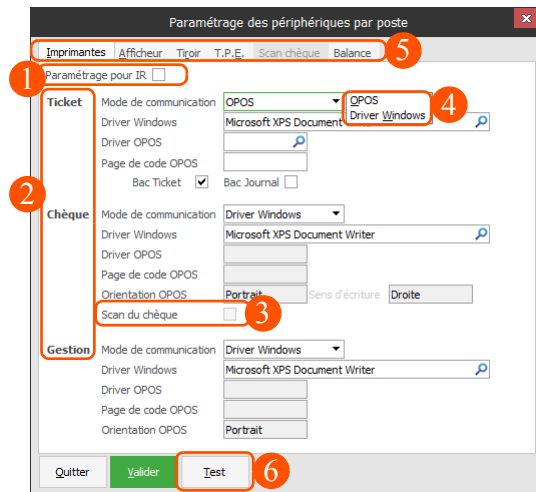 Paramétrage des périphériques par poste x
Imprimantes Afficheur Tiroir T.P.E. Scan chèque Balance 5
1 Paramétrage pour IR
Ticket Mode de communication OPOS OPOS 4
Driver Windows Microsoft XPS Document Driver Windows
Driver OPOS
Page de code OPOS
Bac Ticket Bac Journal
2
Chèque Mode de communication Driver Windows
Driver Windows Microsoft XPS Document Writer
Driver OPOS
Page de code OPOS
Orientation OPOS Portrait Sens d'écriture Droite
Scan du chèque 3
Gestion Mode de communication Driver Windows
Driver Windows Microsoft XPS Document Writer
Driver OPOS
Page de code OPOS
Orientation OPOS Portrait
Quitter Valider Test 6